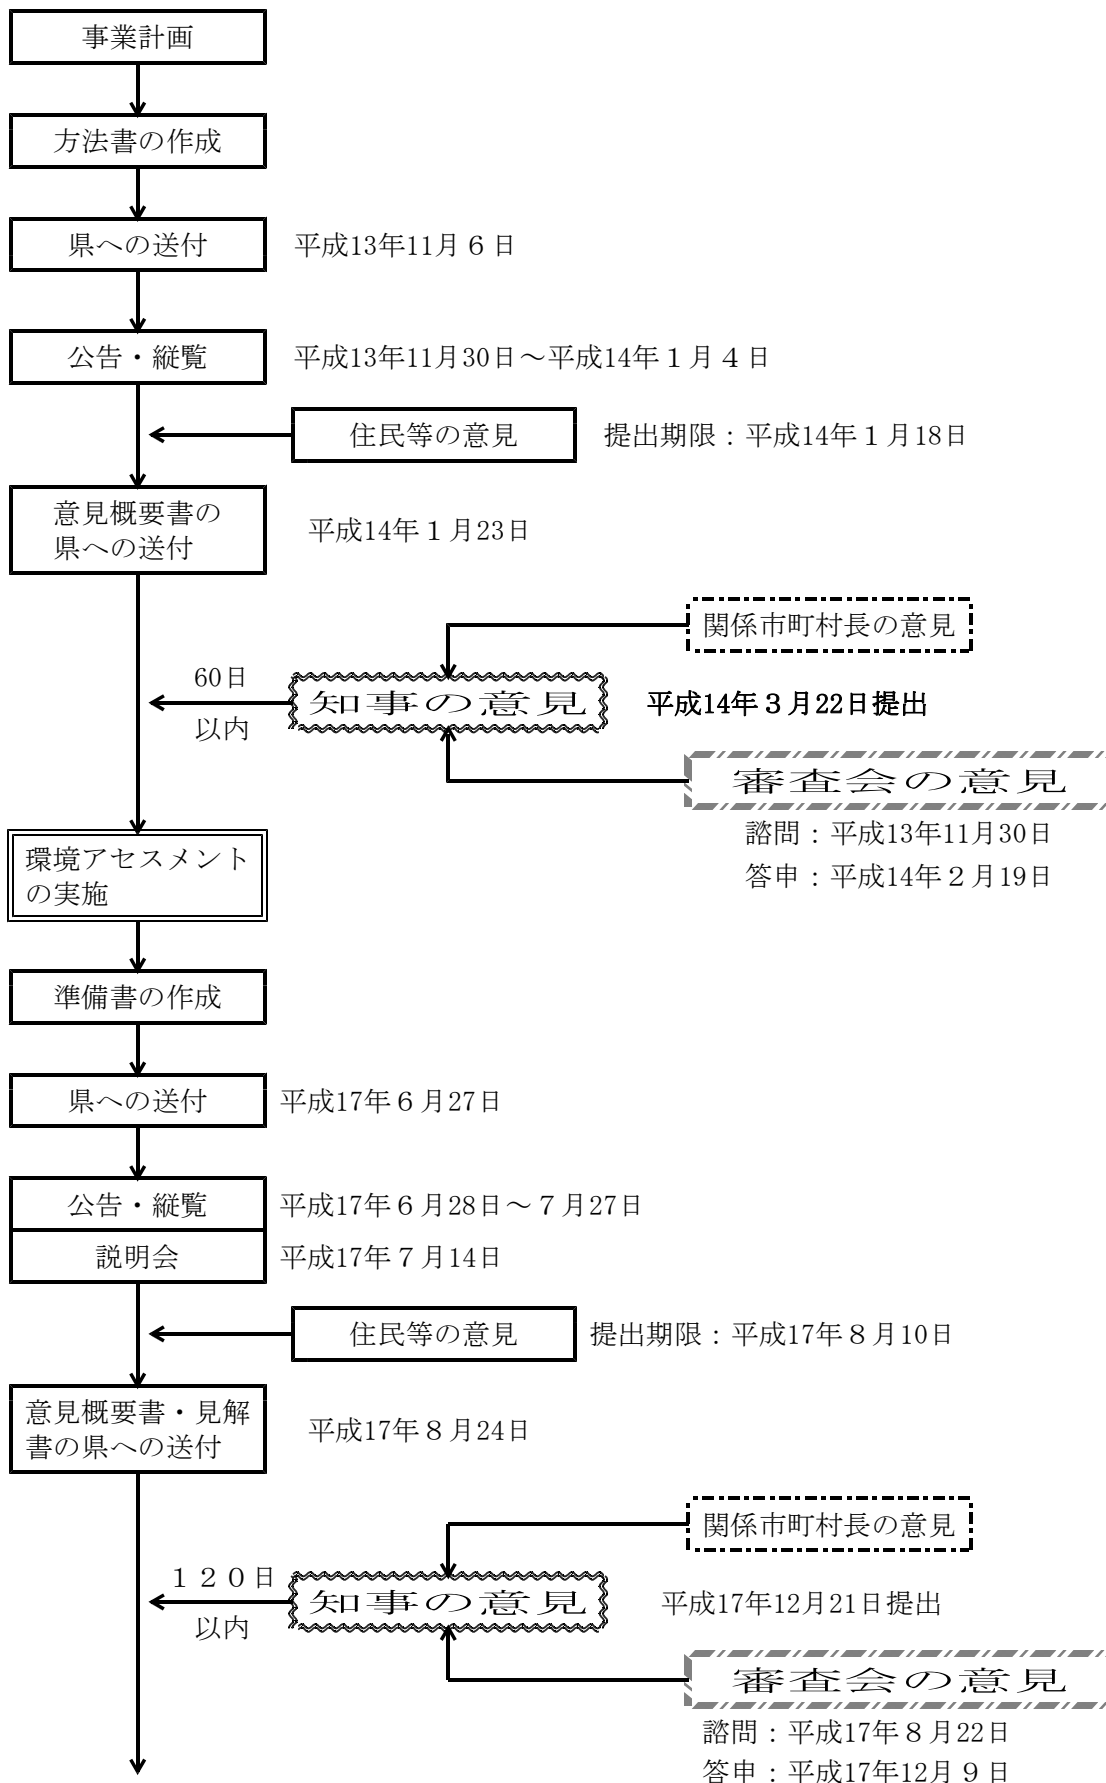 事業計画
方法書の作成
県への送付
平成13年11月６日
公告・縦覧
平成13年11月30日～平成14年１月４日
住民等の意見
提出期限：平成14年１月18日
意見概要書の
県への送付
平成14年１月23日
関係市町村長の意見
60日
以内
知事の意見
平成14年３月22日提出
審査会の意見
諮問：平成13年11月30日
答申：平成14年２月19日
環境アセスメント
の実施
準備書の作成
県への送付
平成17年６月27日
公告・縦覧
平成17年６月28日～７月27日
説明会
平成17年７月14日
住民等の意見
提出期限：平成17年８月10日
意見概要書・見解
書の県への送付
平成17年８月24日
関係市町村長の意見
１２０日
以内
知事の意見
平成17年12月21日提出
審査会の意見
諮問：平成17年８月22日
答申：平成17年12月９日